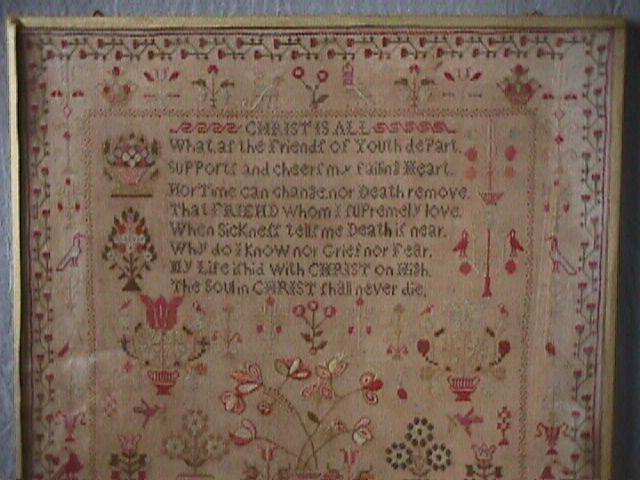 CHRIST IS ALL
What, as the Friends of Youth depart,
Supports and cheers my failing Heart.
Nor Time can change, nor Death remove.
That FRIEND whom I supremely love.
When Sickness tells me Death is near.
Why do I know nor Grief nor Fear.
My Life is hid with CHRIST on High.
The Soul in CHRIST shall never die.